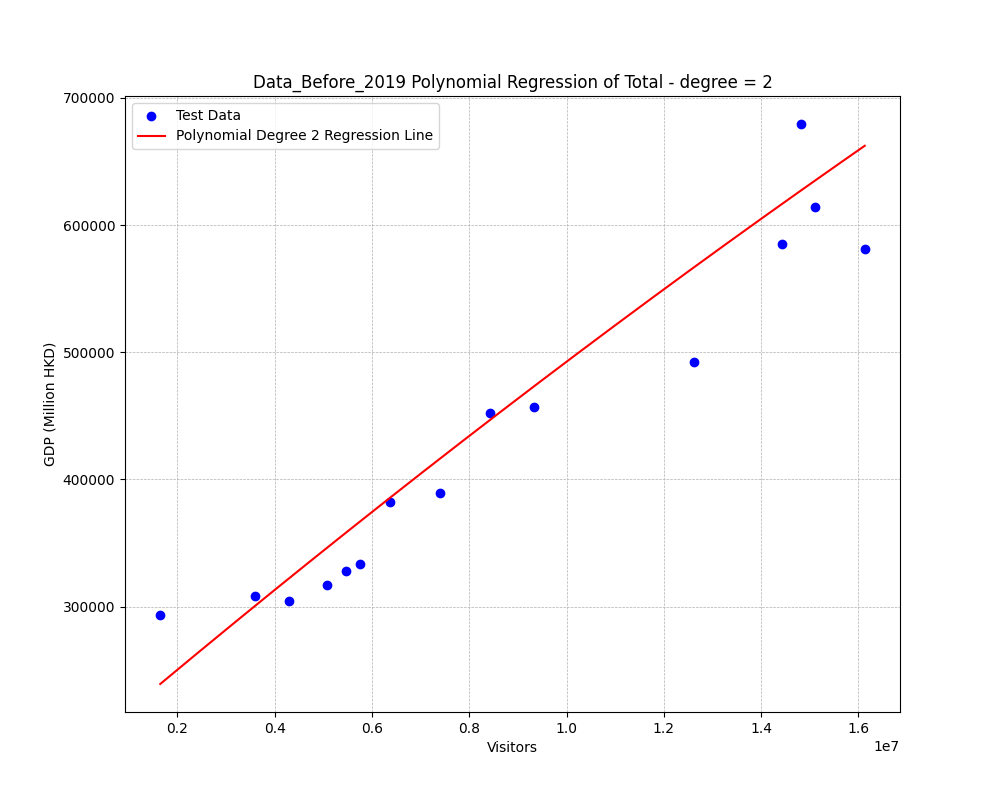 Data_Before_2019 Polynomial Regression of Total - degree = 2
Test Data
Polynomial Degree 2 Regression Line
GDP (Million HKD)
700000
600000
500000
400000
300000
0.2 0.4 0.6 0.8 1.0 1.2 1.4 1.6
1e7
Visitors